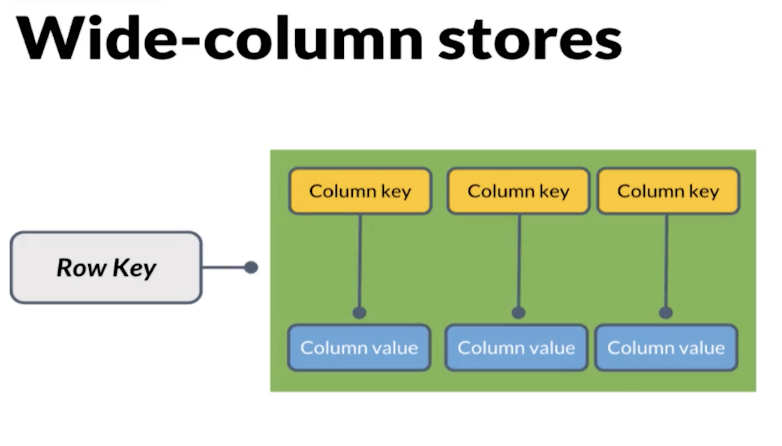 Wide-column stores
Column key Column key Column key
Row Key
Column value Column value Column value